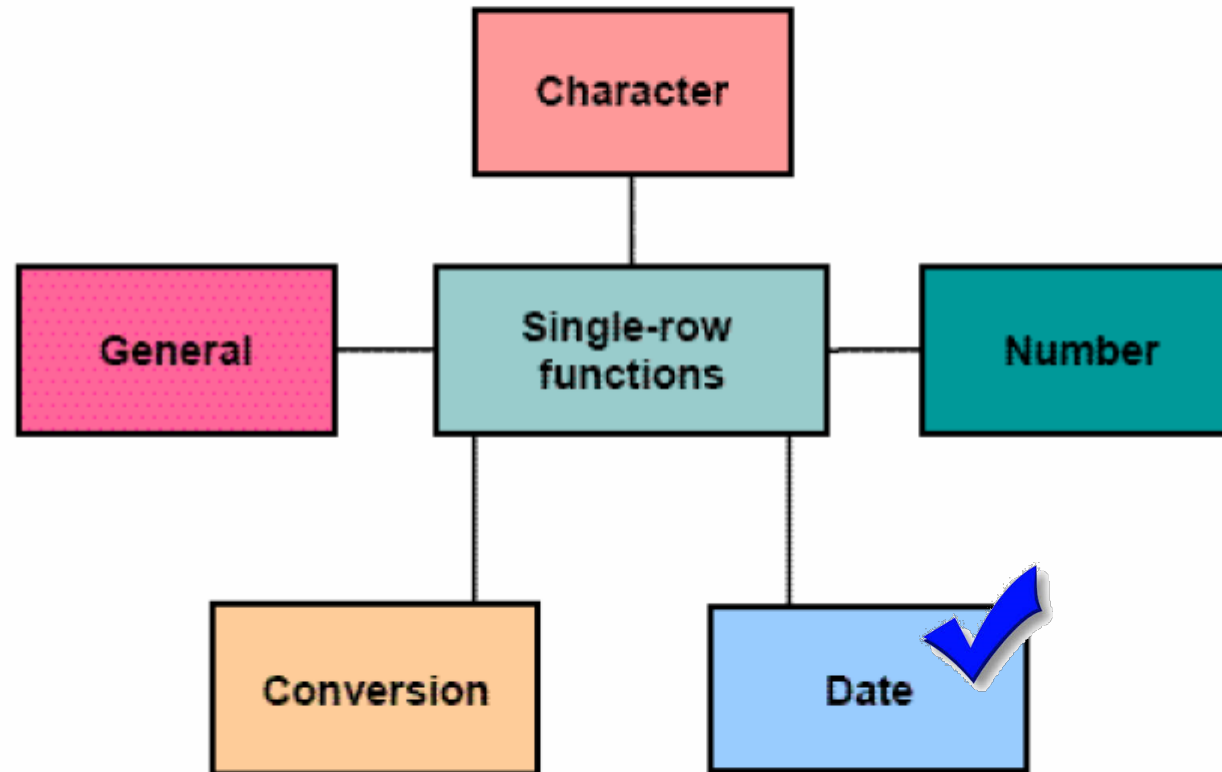 Character
General
Single-row
functions
Number
Conversion
Date